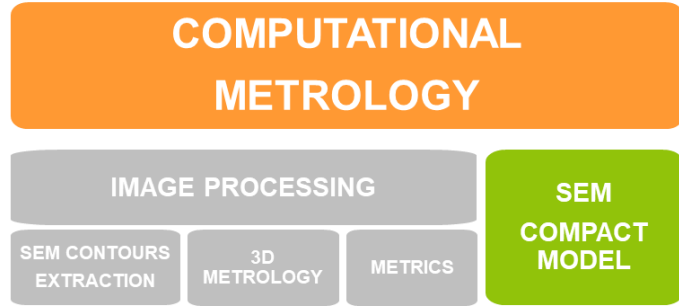 COMPUTATIONAL
METROLOGY
IMAGE PROCESSING
SEM
COMPACT
MODEL
SEM CONTOURS
EXTRACTION
3D
METROLOGY
METRICS